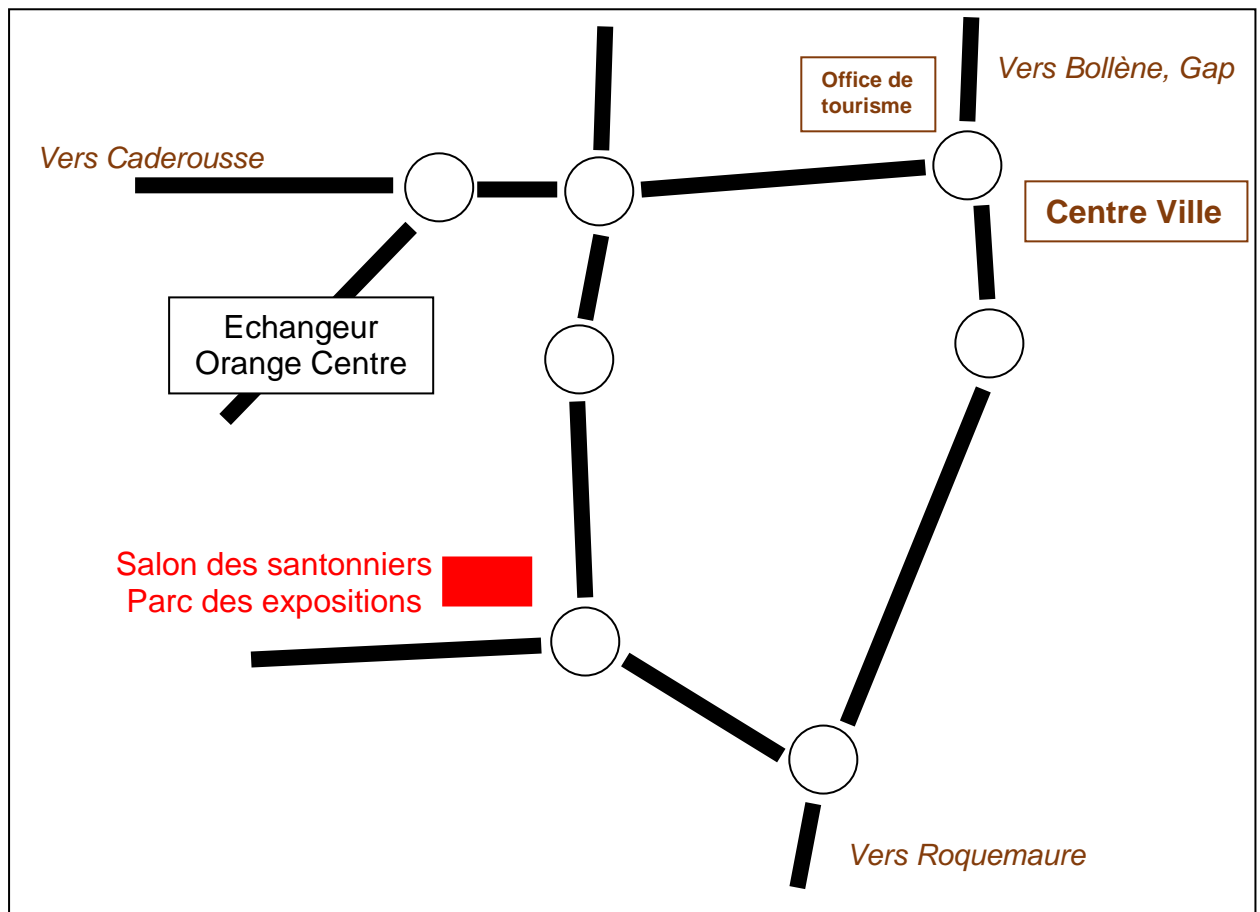 Office de
tourisme
Vers Bollène, Gap
Vers Caderousse
Centre Ville
Echangeur
Orange Centre
Salon des santonniers
Parc des expositions
Vers Roquemaure